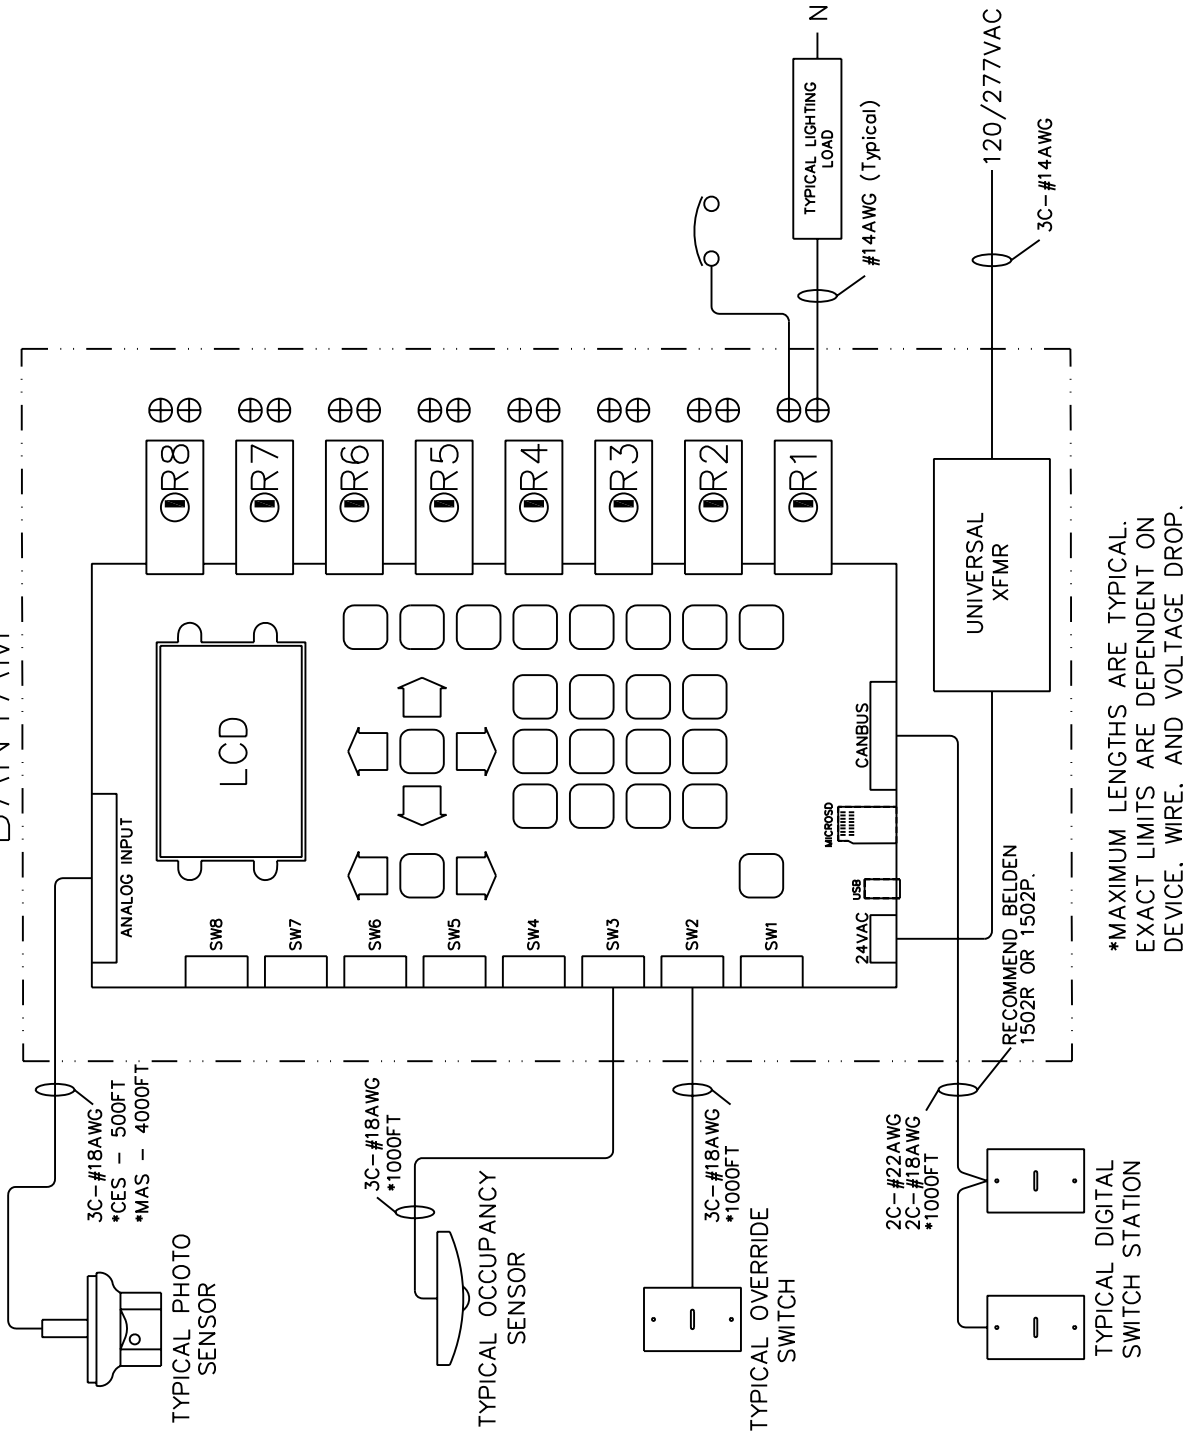 TYPICAL PHOTO
SENSOR
3C-#18AWG
*CES - 500FT
*MAS - 4000FT
TYPICAL OCCUPANCY
SENSOR
3C-#18AWG
*1000FT
TYPICAL OVERRIDE
SWITCH
3C-#18AWG
*1000FT
TYPICAL DIGITAL
SWITCH STATION
2C-#22AWG
2C-#18AWG
*1000FT
RECOMMEND BELDEN
1502R OR 1502P.
BANTAM
ANALOG INPUT
LCD
SW8
SW7
SW6
SW5
SW4
SW3
SW2
SW1
24VAC
USB
MICROSD
CANBUS
R8
R7
R6
R5
R4
R3
R2
R1
UNIVERSAL
XFMR
TYPICAL LIGHTING
LOAD
N
#14AWG (Typical)
120/277VAC
3C-#14AWG
*MAXIMUM LENGTHS ARE TYPICAL.
EXACT LIMITS ARE DEPENDENT ON
DEVICE, WIRE, AND VOLTAGE DROP.